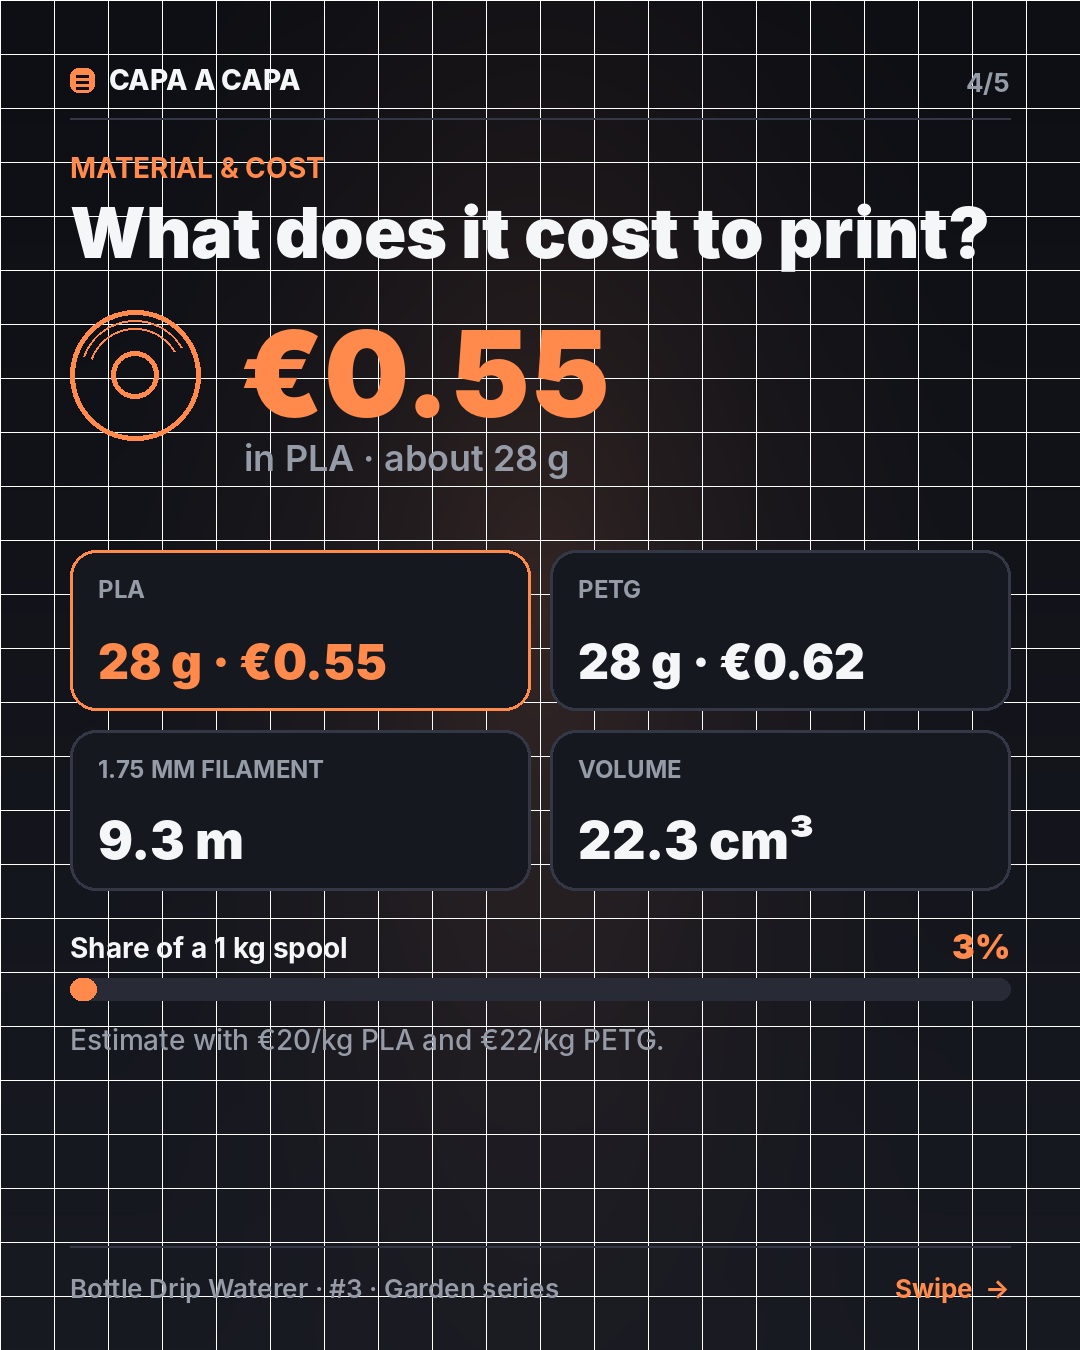 CAPA A CAPA
4/5
MATERIAL & COST
What does it cost to print?
€0.55
in PLA · about 28 g
PLA
28 g · €0.55
PETG
28 g · €0.62
1.75 MM FILAMENT
9.3 m
VOLUME
22.3 cm³
Share of a 1 kg spool
3%
Estimate with €20/kg PLA and €22/kg PETG.
Bottle Drip Waterer · #3 · Garden series
Swipe →